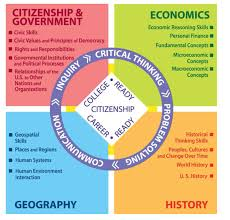 CITIZENSHIP &
GOVERNMENT
Civic Skills
Civic Values and Principles of Democracy
Rights and Responsibilities
Governmental Institutions
and Political Processes
Relationships of the
U.S. to Other
Nations and
Organizations
ECONOMICS
Economic Reasoning Skills
Personal Finance
Fundamental Concepts
Microeconomic
Concepts
Macroeconomic
Concepts
INQUIRY
CRITICAL THINKING
PROBLEM SOLVING
COMMUNICATION
COLLEGE READY
CITIZENSHIP
CAREER READY
Geospatial
Skills
Places and Regions
Human Systems
Human Environment
Interaction
GEOGRAPHY
Historical
Thinking Skills
Peoples, Cultures
and Change Over Time
World History
U.S. History
HISTORY